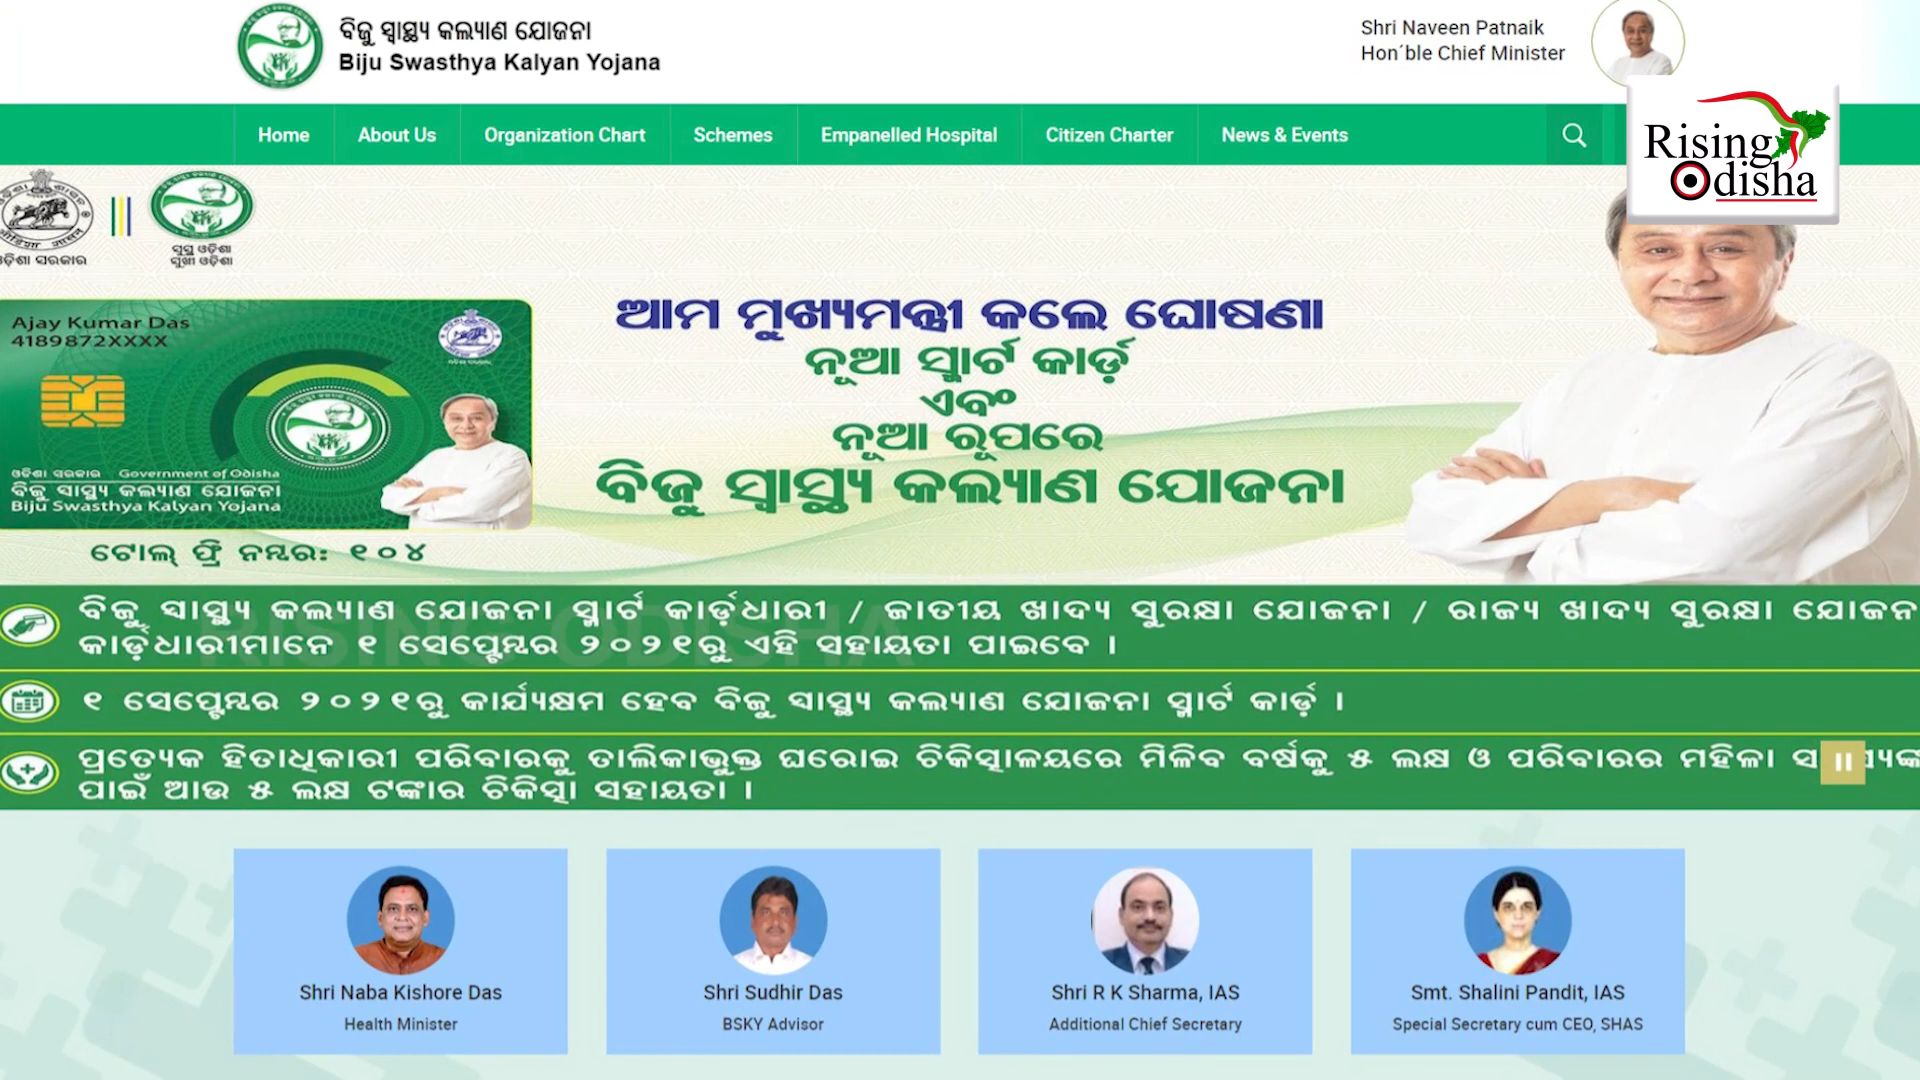 ବିଜୁ ସ୍ୱାସ୍ଥ୍ୟ କଲ୍ୟାଣ ଯୋଜନା
Biju Swasthya Kalyan Yojana
Shri Naveen Patnaik
Hon´ble Chief Minister
Home
About Us
Organization Chart
Schemes
Empanelled Hospital
Citizen Charter
News & Events
Rising
Odisha
ସୁସ୍ଥ ଓଡ଼ିଶା
ସୁଖୀ ଓଡ଼ିଶା
ଓଡ଼ିଶା ସରକାର
Ajay Kumar Das
4189872XXXX
ଓଡିଶା ସରକାର Government of Odisha
ବିଜୁ ସ୍ୱାସ୍ଥ୍ୟ କଲ୍ୟାଣ ଯୋଜନା
Biju Swasthya Kalyan Yojana
ଟୋଲ୍ ଫ୍ରି ନମ୍ବର: ୧୦୪
ଆମ ମୁଖ୍ୟମନ୍ତ୍ରୀ କଲେ ଘୋଷଣା
ନୂଆ ସ୍ମାର୍ଟ କାର୍ଡ଼
ଏବଂ
ନୂଆ ରୂପରେ
ବିଜୁ ସ୍ୱାସ୍ଥ୍ୟ କଲ୍ୟାଣ ଯୋଜନା
ବିଜୁ ସ୍ୱାସ୍ଥ୍ୟ କଲ୍ୟାଣ ଯୋଜନା ସ୍ମାର୍ଟ କାର୍ଡ଼ଧାରୀ / ଜାତୀୟ ଖାଦ୍ୟ ସୁରକ୍ଷା ଯୋଜନା / ରାଜ୍ୟ ଖାଦ୍ୟ ସୁରକ୍ଷା ଯୋଜନ
କାର୍ଡ଼ଧାରୀମାନେ ୧ ସେପ୍ଟେମ୍ବର ୨୦୨୧ରୁ ଏହି ସହାୟତା ପାଇବେ ।
RISING ODISHA
୧ ସେପ୍ଟେମ୍ବର ୨୦୨୧ରୁ କାର୍ଯ୍ୟକ୍ଷମ ହେବ ବିଜୁ ସ୍ୱାସ୍ଥ୍ୟ କଲ୍ୟାଣ ଯୋଜନା ସ୍ମାର୍ଟ କାର୍ଡ଼ ।
ପ୍ରତ୍ୟେକ ହିତାଧିକାରୀ ପରିବାରକୁ ତାଲିକାଭୁକ୍ତ ଘରୋଇ ଚିକିତ୍ସାଳୟରେ ମିଳିବ ବର୍ଷକୁ ୫ ଲକ୍ଷ ଓ ପରିବାରର ମହିଳା
ପାଇଁ ଆଉ ୫ ଲକ୍ଷ ଟଙ୍କାର ଚିକିତ୍ସା ସହାୟତା ।
Shri Naba Kishore Das
Health Minister
Shri Sudhir Das
BSKY Advisor
Shri R K Sharma, IAS
Additional Chief Secretary
Smt. Shalini Pandit, IAS
Special Secretary cum CEO, SHAS